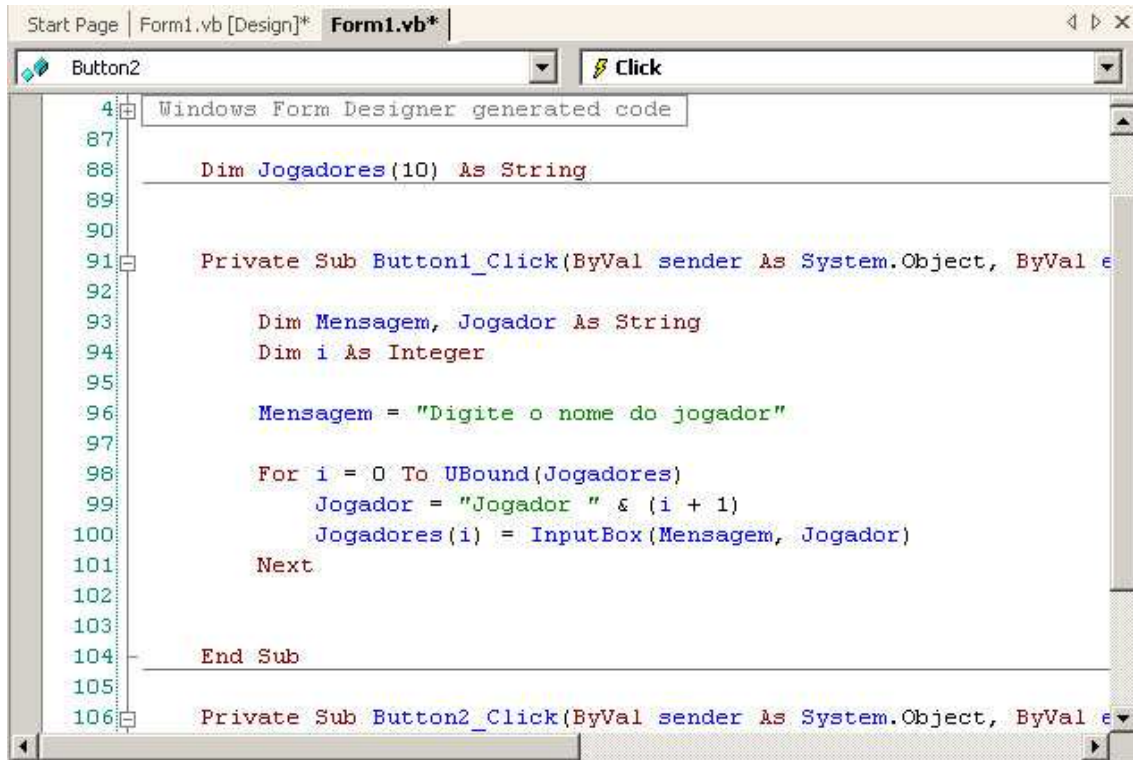 Start Page Form1.vb [Design]* Form1.vb*
Button2 Click
4 Windows Form Designer generated code
87
88 Dim Jogadores(10) As String
89
90
91 Private Sub Button1_Click(ByVal sender As System.Object, ByVal e
92
93 Dim Mensagem, Jogador As String
94 Dim i As Integer
95
96 Mensagem = "Digite o nome do jogador"
97
98 For i = 0 To UBound(Jogadores)
99 Jogador = "Jogador " & (i + 1)
100 Jogadores(i) = InputBox(Mensagem, Jogador)
101 Next
102
103
104 End Sub
105
106 Private Sub Button2_Click(ByVal sender As System.Object, ByVal e